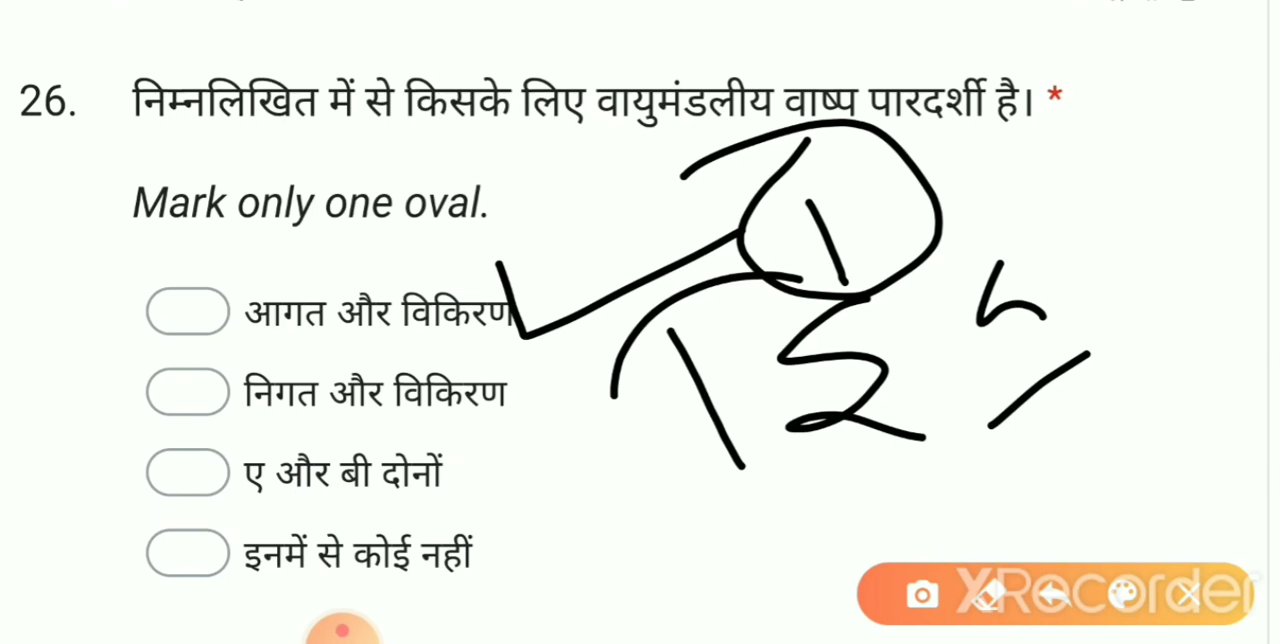 26. निम्नलिखित में से किसके लिए वायुमंडलीय वाष्प पारदर्शी है। *
Mark only one oval.
आगत और विकिरण
निगत और विकिरण
ए और बी दोनों
इनमें से कोई नहीं
XRecorder